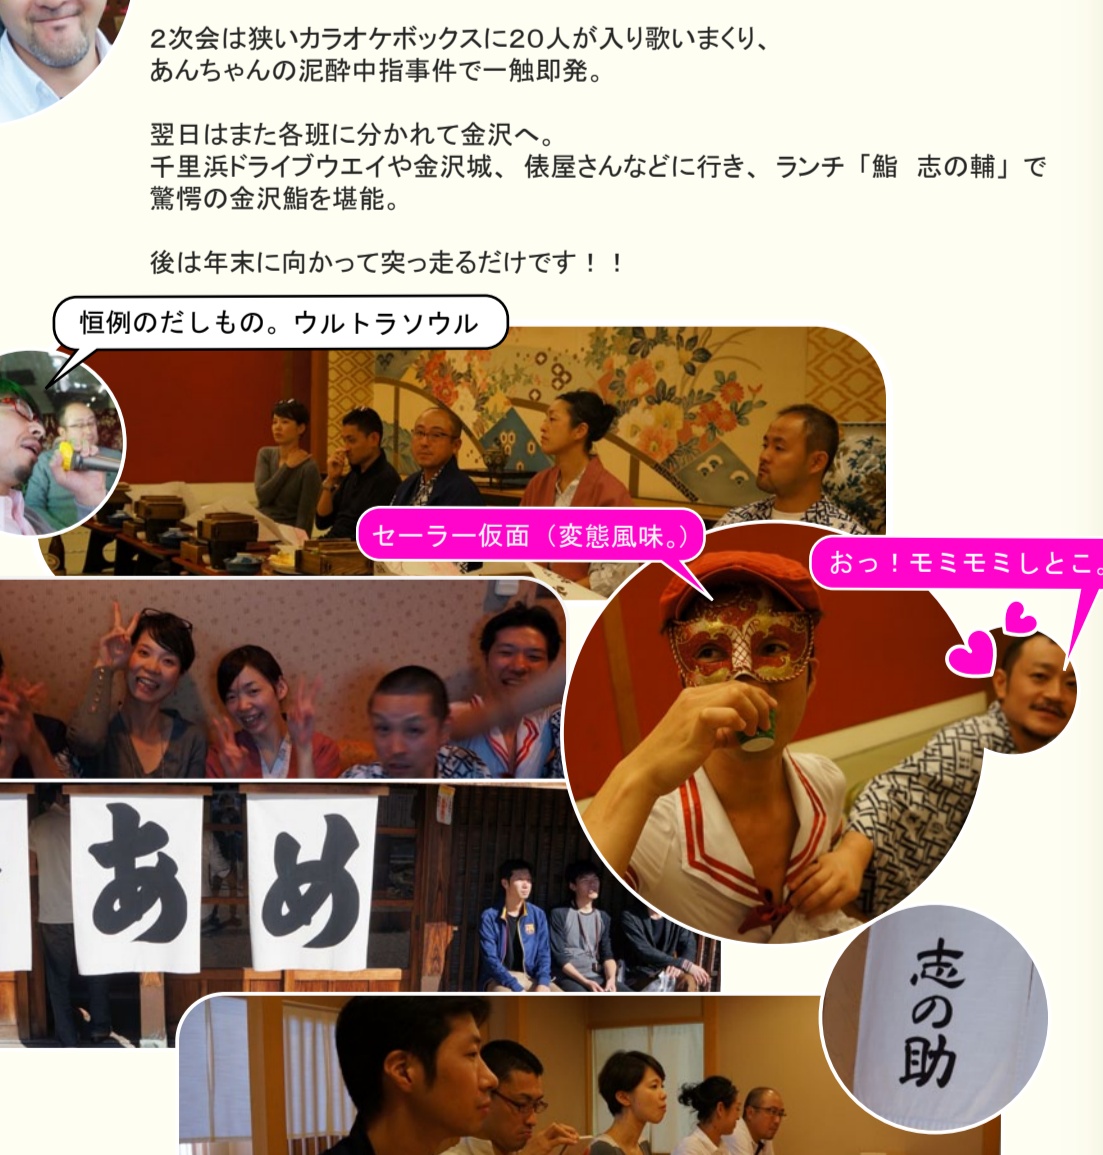 ２次会は狭いカラオケボックスに２０人が入り歌いまくり、
あんちゃんの泥酔中指事件で一触即発。
翌日はまた各班に分かれて金沢へ。
千里浜ドライブウエイや金沢城、俵屋さんなどに行き、ランチ「鮨　志の輔」で
驚愕の金沢鮨を堪能。
後は年末に向かって突っ走るだけです！！
恒例のだしもの。ウルトラソウル
セーラー仮面（変態風味。）
おっ！モミモミしとこ。
あめ
志の助